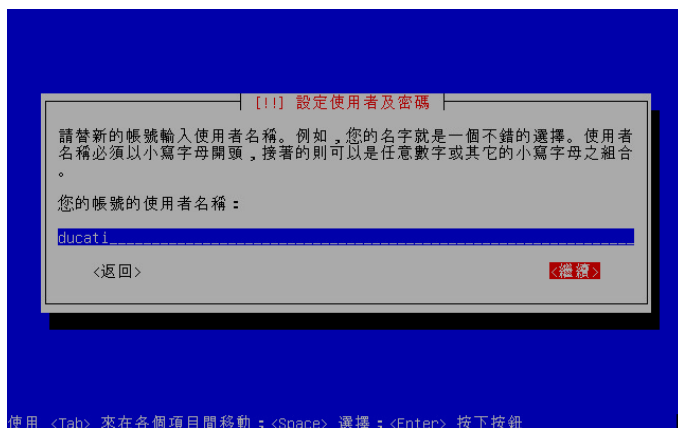 [!!] 設定使用者及密碼
請替新的帳號輸入使用者名稱。例如,您的名字就是一個不錯的選擇。使用者
名稱必須以小寫字母開頭,接著的則可以是任意數字或其它的小寫字母之組合
。
您的帳號的使用者名稱:
ducati
<返回> <繼續>
使用 <Tab> 來在各個項目間移動;<Space> 選擇;<Enter> 按下按鈕